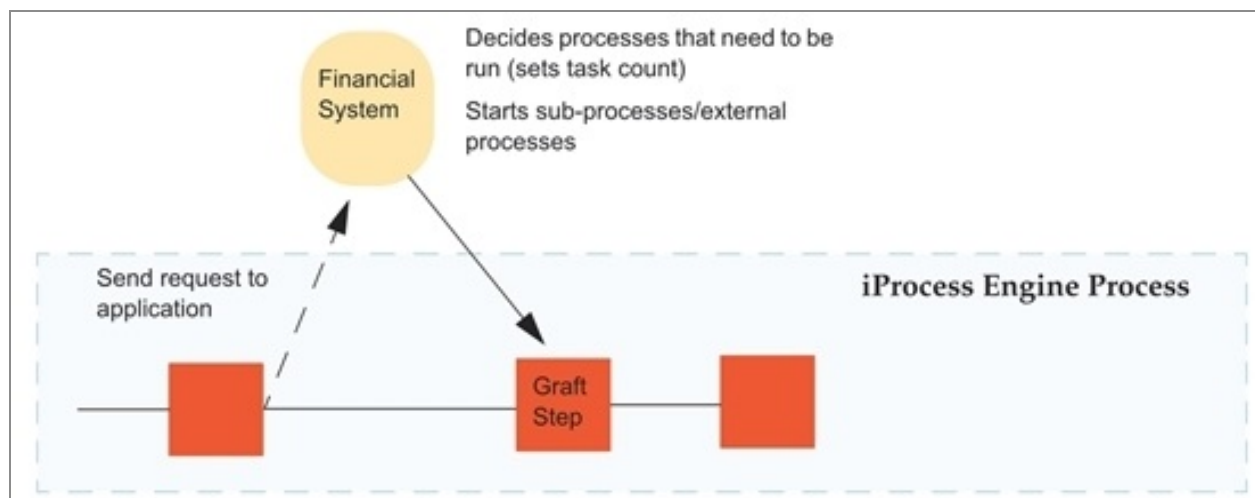 Financial
System
Decides processes that need to be
run (sets task count)
Starts sub-processes/external
processes
Send request to
application
iProcess Engine Process
Graft
Step